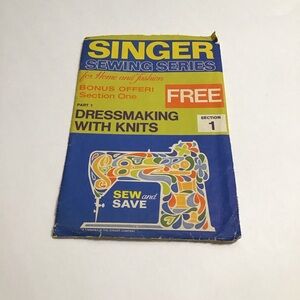 SINGER
SEWING SERIES
for Home and fashion
BONUS OFFER!
Section One
FREE
PART 1
DRESSMAKING
WITH KNITS
SECTION
1
SEW and
SAVE